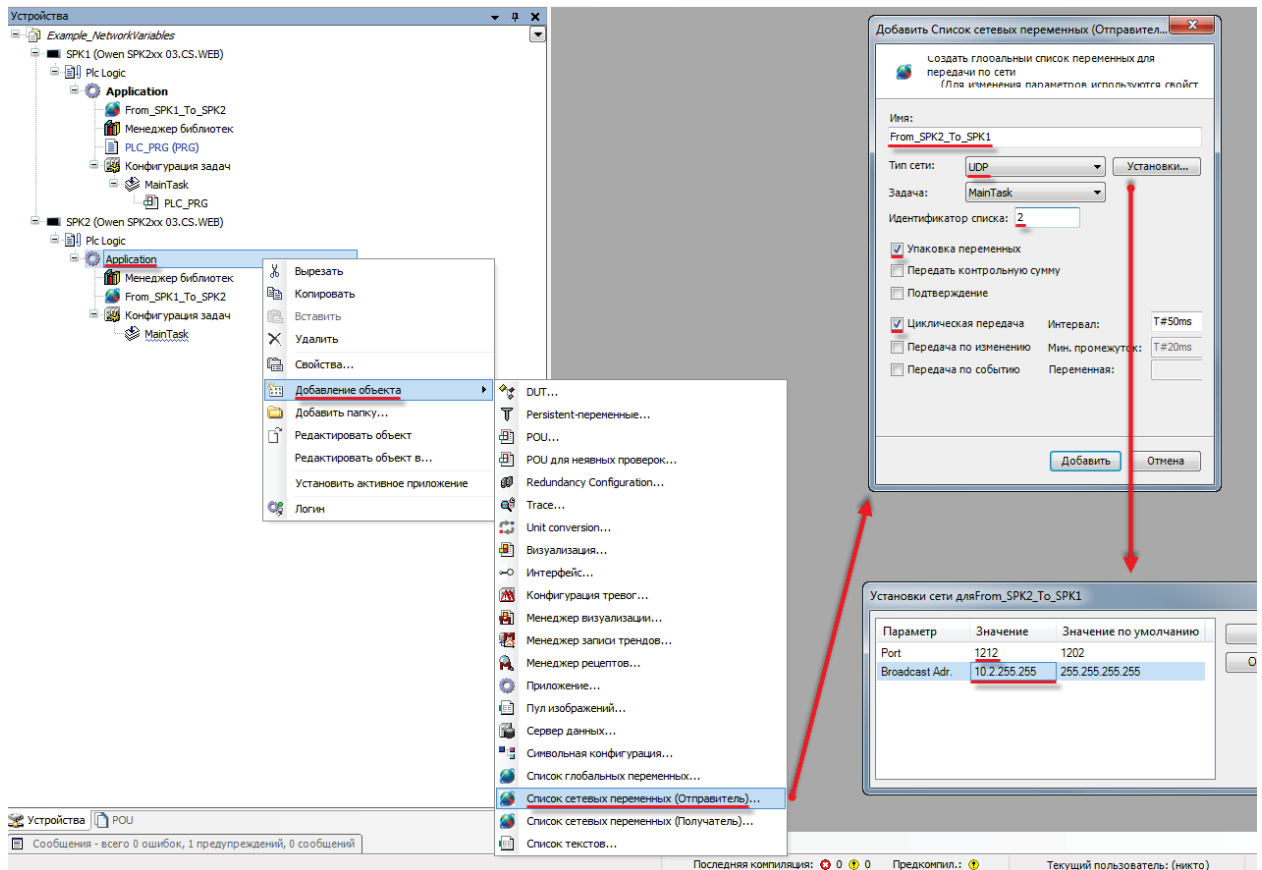 Устройства
Example_NetworkVariables
SPK1 (Owen SPK2xx 03.CS.WEB)
Plc Logic
Application
From_SPK1_To_SPK2
Менеджер библиотек
PLC_PRG (PRG)
Конфигурация задач
MainTask
PLC_PRG
SPK2 (Owen SPK2xx 03.CS.WEB)
Plc Logic
Application
Менеджер библиотек
From_SPK1_To_SPK2
Конфигурация задач
MainTask
Вырезать
Копировать
Вставить
Удалить
Свойства...
Добавление объекта
Добавить папку...
Редактировать объект
Редактировать объект в...
Установить активное приложение
Логин
DUT...
Persistent-переменные...
POU...
POU для неявных проверок...
Redundancy Configuration...
Trace...
Unit conversion...
Визуализация...
Интерфейс...
Конфигурация тревог...
Менеджер визуализации...
Менеджер записи трендов...
Менеджер рецептов...
Приложение...
Пул изображений...
Сервер данных...
Символьная конфигурация...
Список глобальных переменных...
Список сетевых переменных (Отправитель)...
Список сетевых переменных (Получатель)...
Список текстов...
Добавить Список сетевых переменных (Отправител...
Создать глобальный список переменных для
передачи по сети
(Для изменения параметров используются свойст
Имя:
From_SPK2_To_SPK1
Тип сети: UDP Установки...
Задача: MainTask
Идентификатор списка: 2
Упаковка переменных
Передать контрольную сумму
Подтверждение
Циклическая передача Интервал: T#50ms
Передача по изменению Мин. промежуток: T#20ms
Передача по событию Переменная:
Добавить Отмена
Установки сети дляFrom_SPK2_To_SPK1
Параметр Значение Значение по умолчанию
Port 1212 1202
Broadcast Adr. 10.2.255.255 255.255.255.255
О
Устройства POU
Сообщения - всего 0 ошибок, 1 предупреждений, 0 сообщений
Последняя компиляция: 0 0 Предкомпил.: Текущий пользователь: (никто)